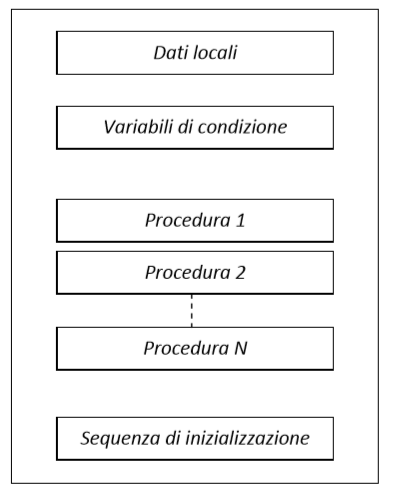 Dati locali
Variabili di condizione
Procedura 1
Procedura 2
Procedura N
Sequenza di inizializzazione